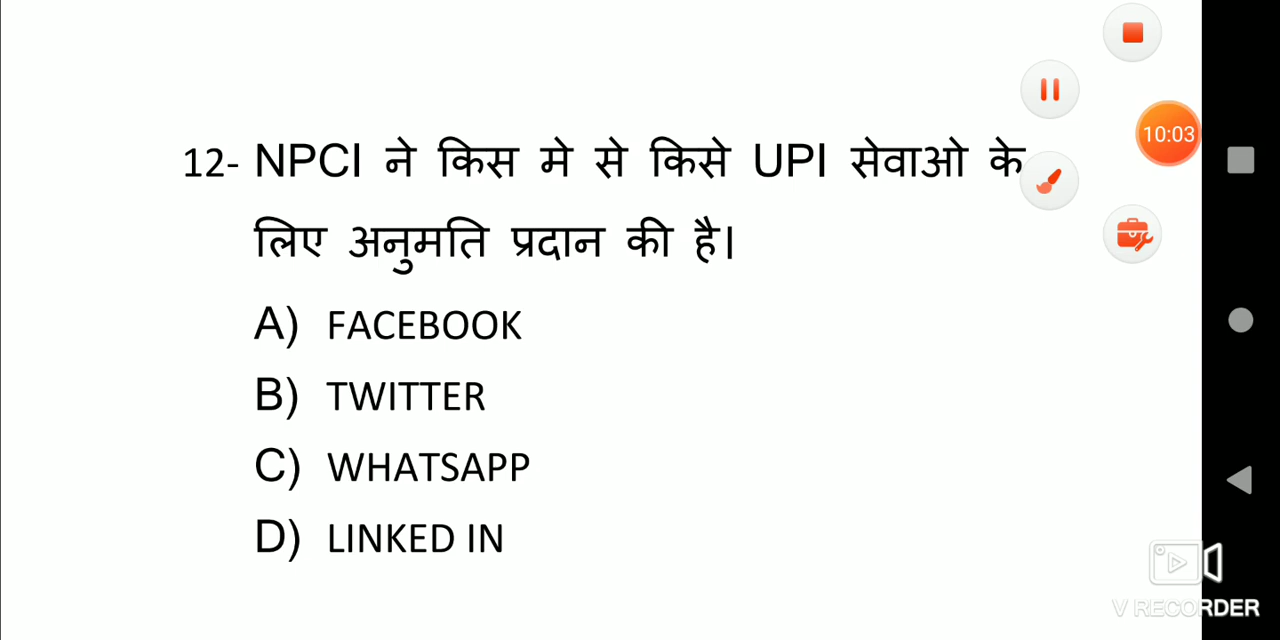 12- NPCI ने किस मे से किसे UPI सेवाओ के
लिए अनुमति प्रदान की है।
A) FACEBOOK
B) TWITTER
C) WHATSAPP
D) LINKED IN
10:03
V RECORDER